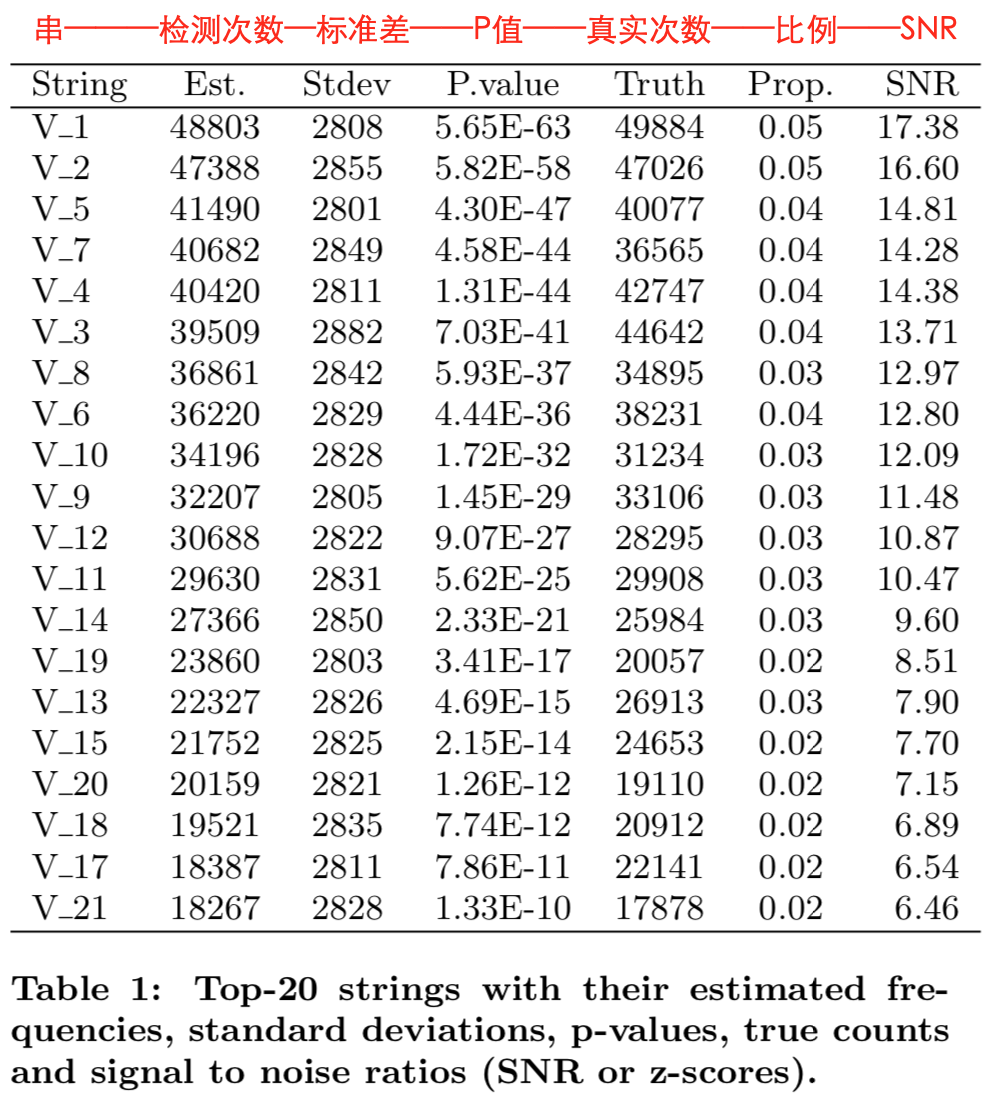 串———检测次数—标准差——P值——真实次数——比例——SNR
String Est. Stdev P.value Truth Prop. SNR
V_1 48803 2808 5.65E-63 49884 0.05 17.38
V_2 47388 2855 5.82E-58 47026 0.05 16.60
V_5 41490 2801 4.30E-47 40077 0.04 14.81
V_7 40682 2849 4.58E-44 36565 0.04 14.28
V_4 40420 2811 1.31E-44 42747 0.04 14.38
V_3 39509 2882 7.03E-41 44642 0.04 13.71
V_8 36861 2842 5.93E-37 34895 0.03 12.97
V_6 36220 2829 4.44E-36 38231 0.04 12.80
V_10 34196 2828 1.72E-32 31234 0.03 12.09
V_9 32207 2805 1.45E-29 33106 0.03 11.48
V_12 30688 2822 9.07E-27 28295 0.03 10.87
V_11 29630 2831 5.62E-25 29908 0.03 10.47
V_14 27366 2850 2.33E-21 25984 0.03 9.60
V_19 23860 2803 3.41E-17 20057 0.02 8.51
V_13 22327 2826 4.69E-15 26913 0.03 7.90
V_15 21752 2825 2.15E-14 24653 0.02 7.70
V_20 20159 2821 1.26E-12 19110 0.02 7.15
V_18 19521 2835 7.74E-12 20912 0.02 6.89
V_17 18387 2811 7.86E-11 22141 0.02 6.54
V_21 18267 2828 1.33E-10 17878 0.02 6.46
Table 1: Top-20 strings with their estimated fre-
quencies, standard deviations, p-values, true counts
and signal to noise ratios (SNR or z-scores).